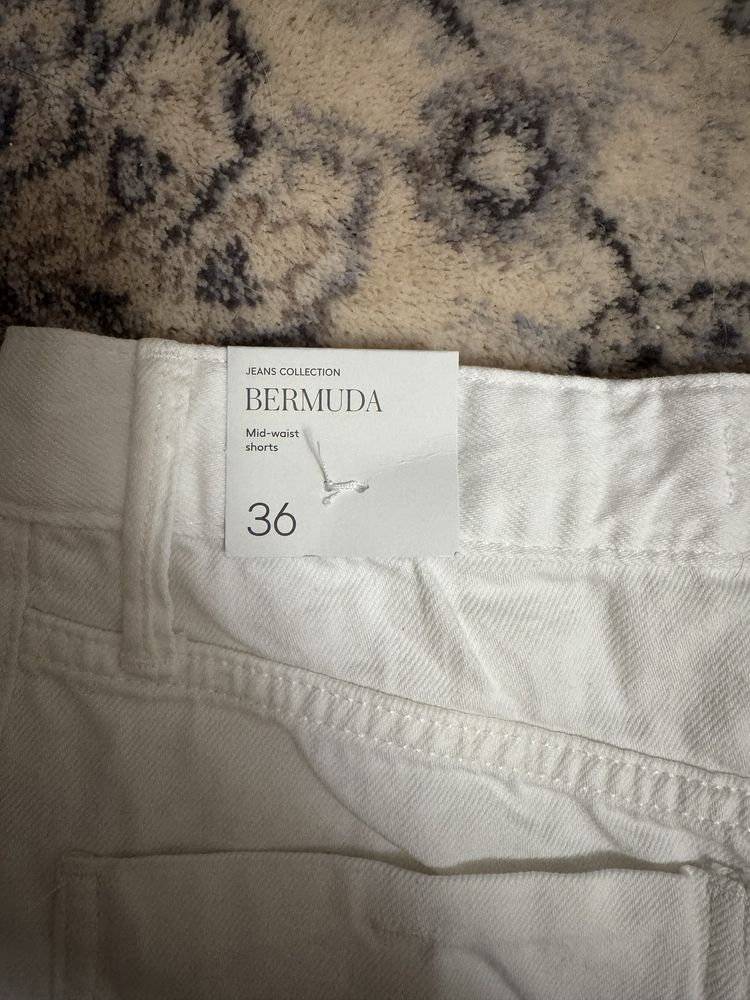 JEANS COLLECTION
BERMUDA
Mid-waist
shorts
36